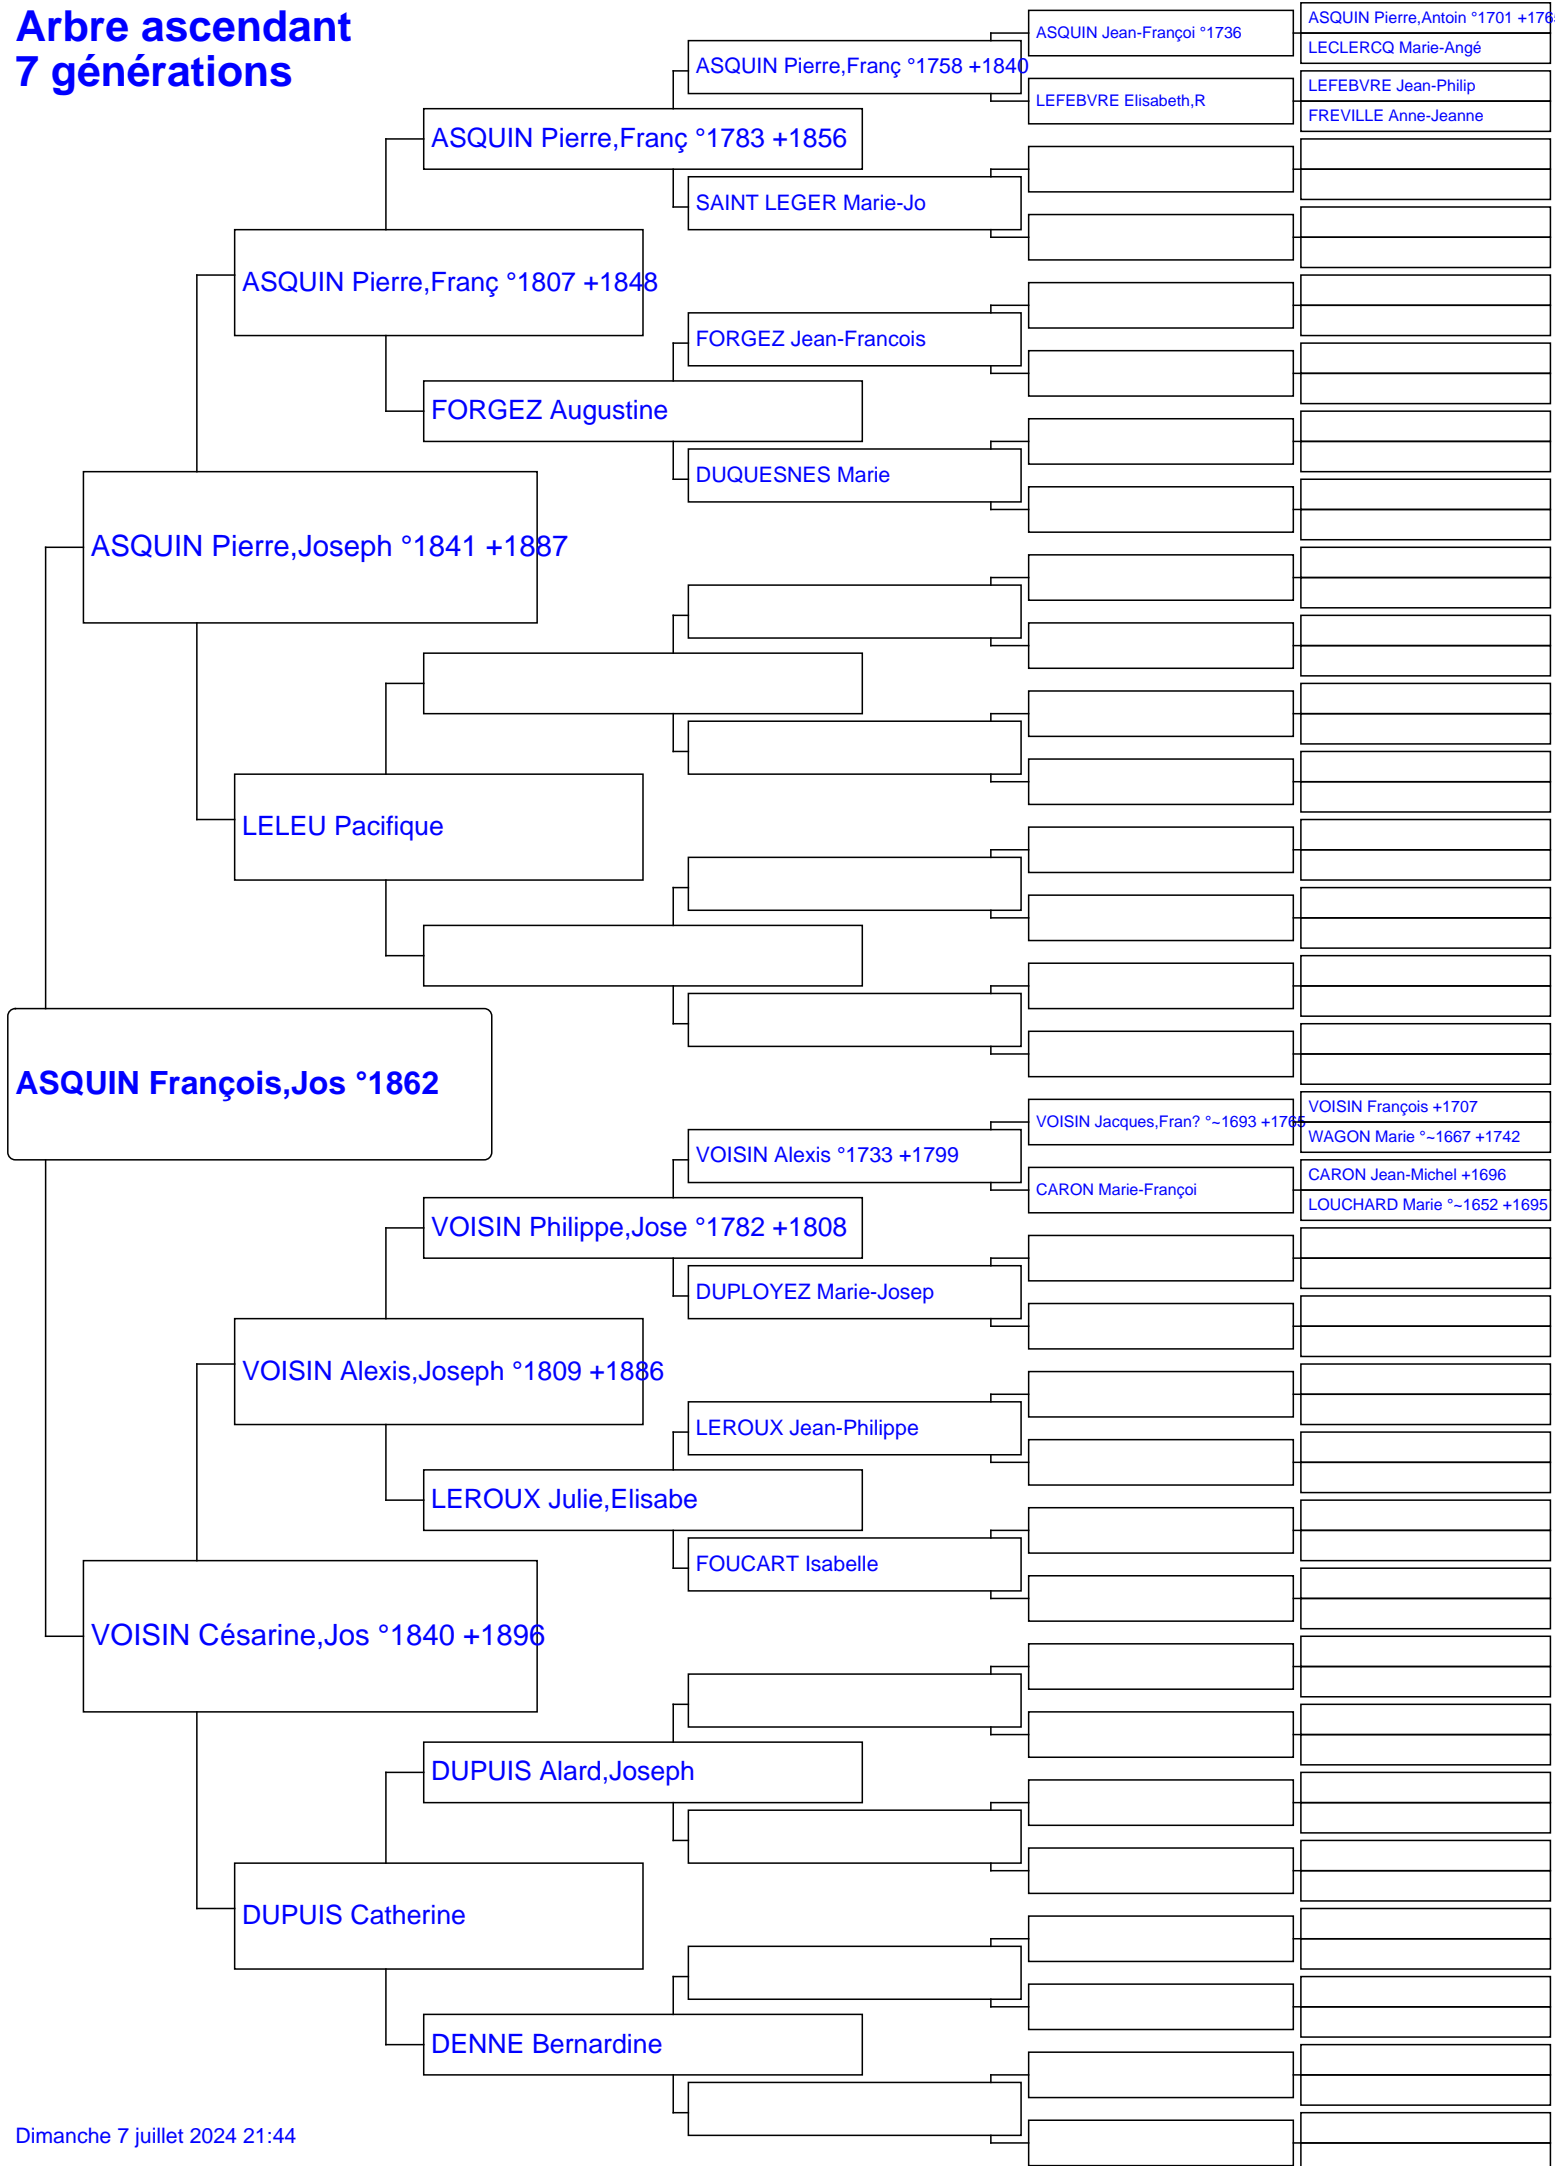 Arbre ascendant
7 générations
ASQUIN François,Jos °1862
ASQUIN Pierre,Joseph °1841 +1887
VOISIN Césarine,Jos °1840 +1896
ASQUIN Pierre,Franç °1807 +1848
LELEU Pacifique
VOISIN Alexis,Joseph °1809 +1886
DUPUIS Catherine
ASQUIN Pierre,Franç °1783 +1856
FORGEZ Augustine
VOISIN Philippe,Jose °1782 +1808
LEROUX Julie,Elisabe
DUPUIS Alard,Joseph
DENNE Bernardine
ASQUIN Pierre,Franç °1758 +1840
SAINT LEGER Marie-Jo
FORGEZ Jean-Francois
DUQUESNES Marie
VOISIN Alexis °1733 +1799
DUPLOYEZ Marie-Josep
LEROUX Jean-Philippe
FOUCART Isabelle
ASQUIN Jean-Françoi °1736
LEFEBVRE Elisabeth,R
VOISIN Jacques,Fran? °~1693 +1765
CARON Marie-Françoi
ASQUIN Pierre,Antoin °1701 +176
LECLERCQ Marie-Angé
LEFEBVRE Jean-Philip
FREVILLE Anne-Jeanne
VOISIN François +1707
WAGON Marie °~1667 +1742
CARON Jean-Michel +1696
LOUCHARD Marie °~1652 +1695
Dimanche 7 juillet 2024 21:44